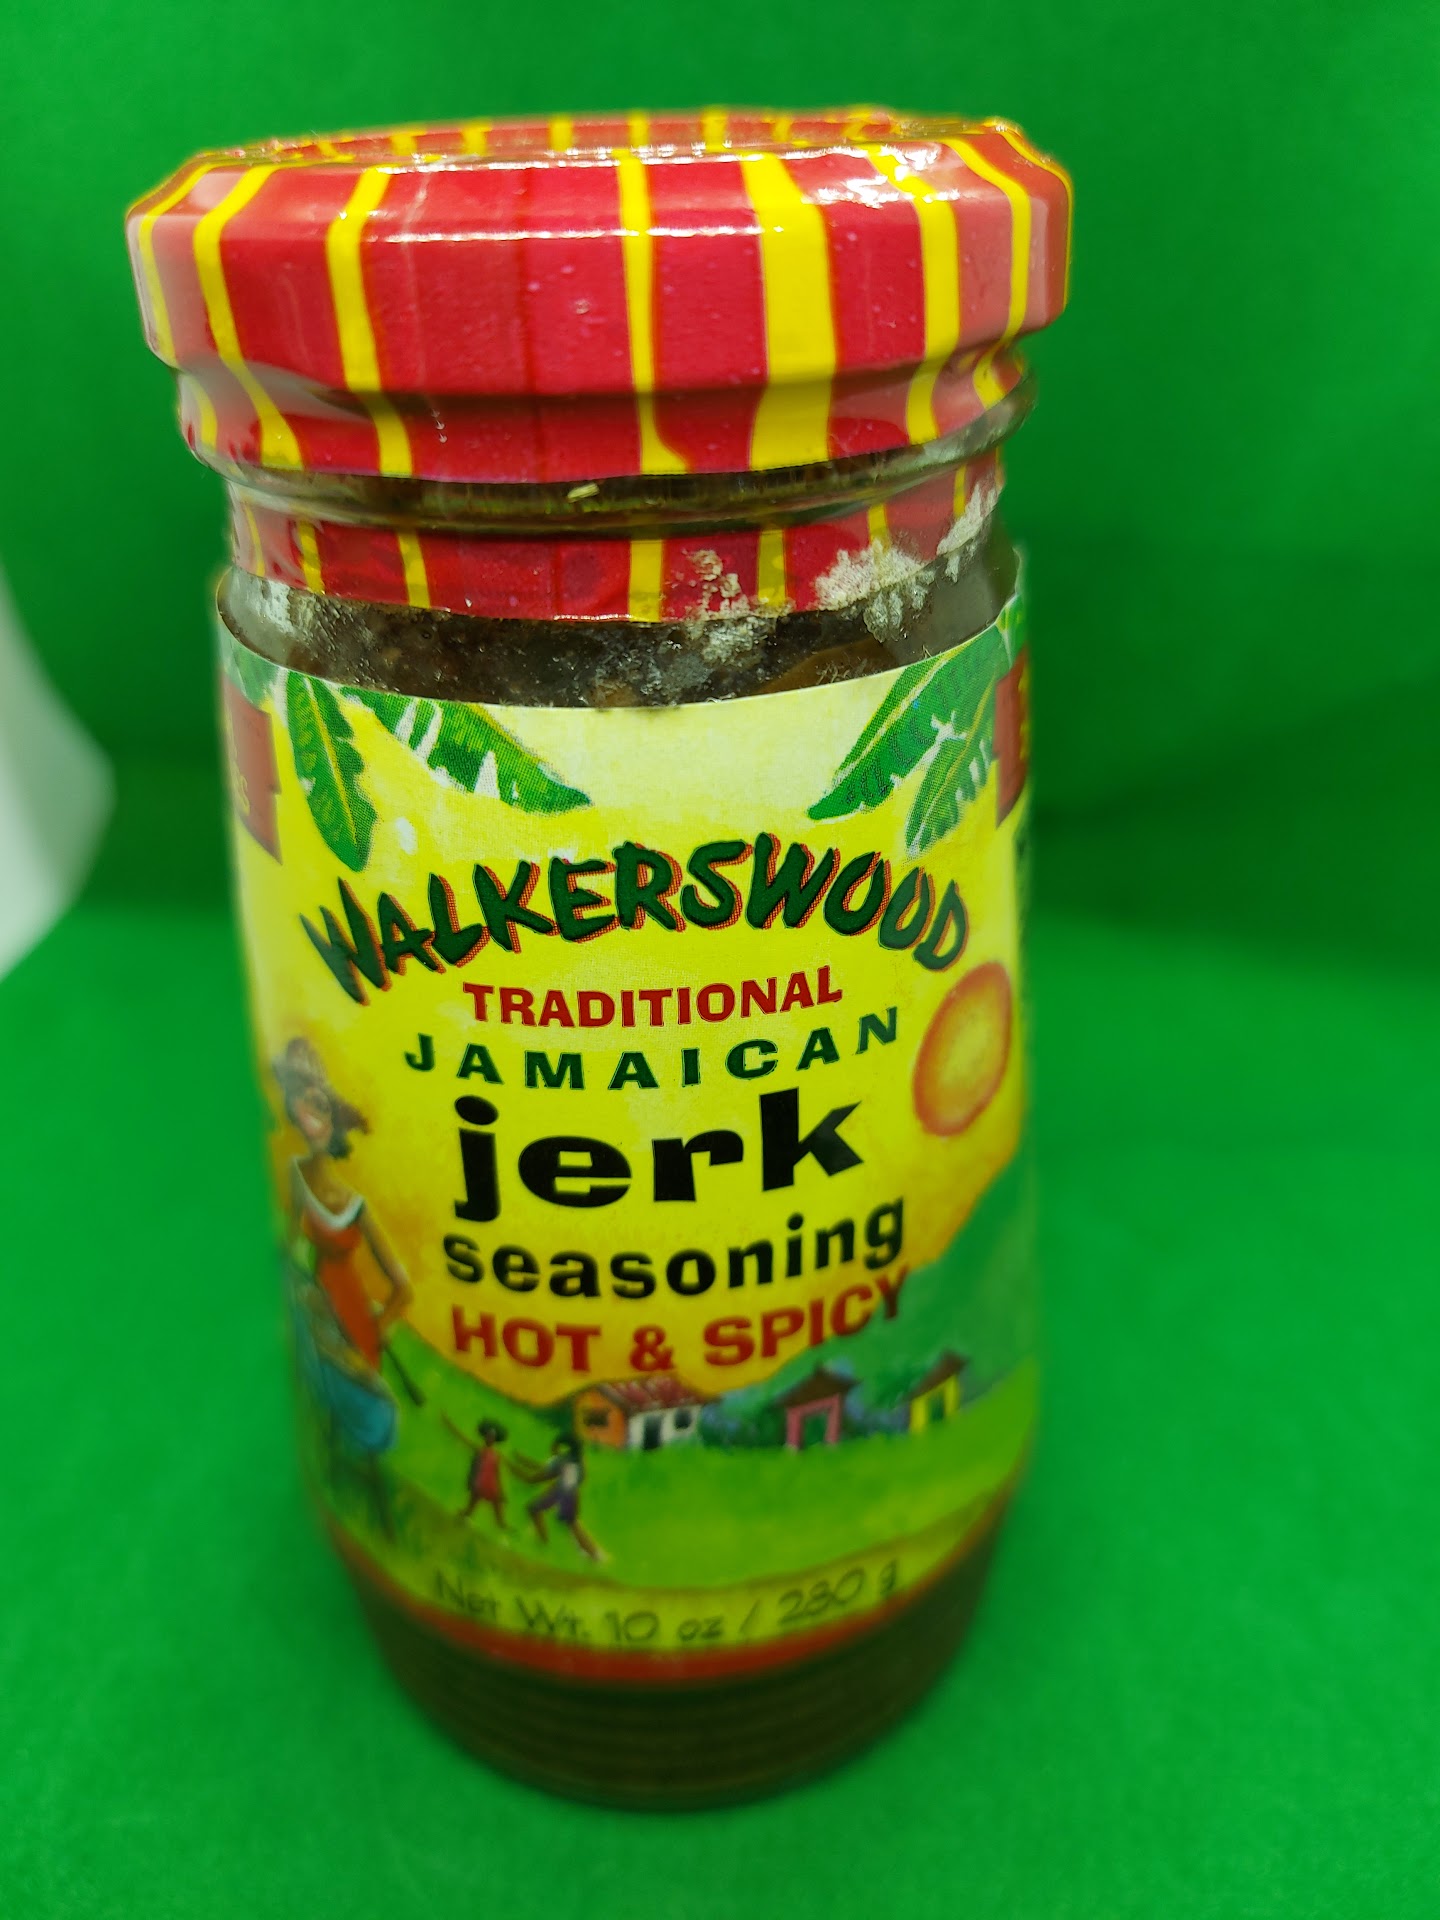 WALKERSWOOD
TRADITIONAL
JAMAICAN
jerk
seasoning
HOT & SPICY
Net Wt. 10 oz / 280 g